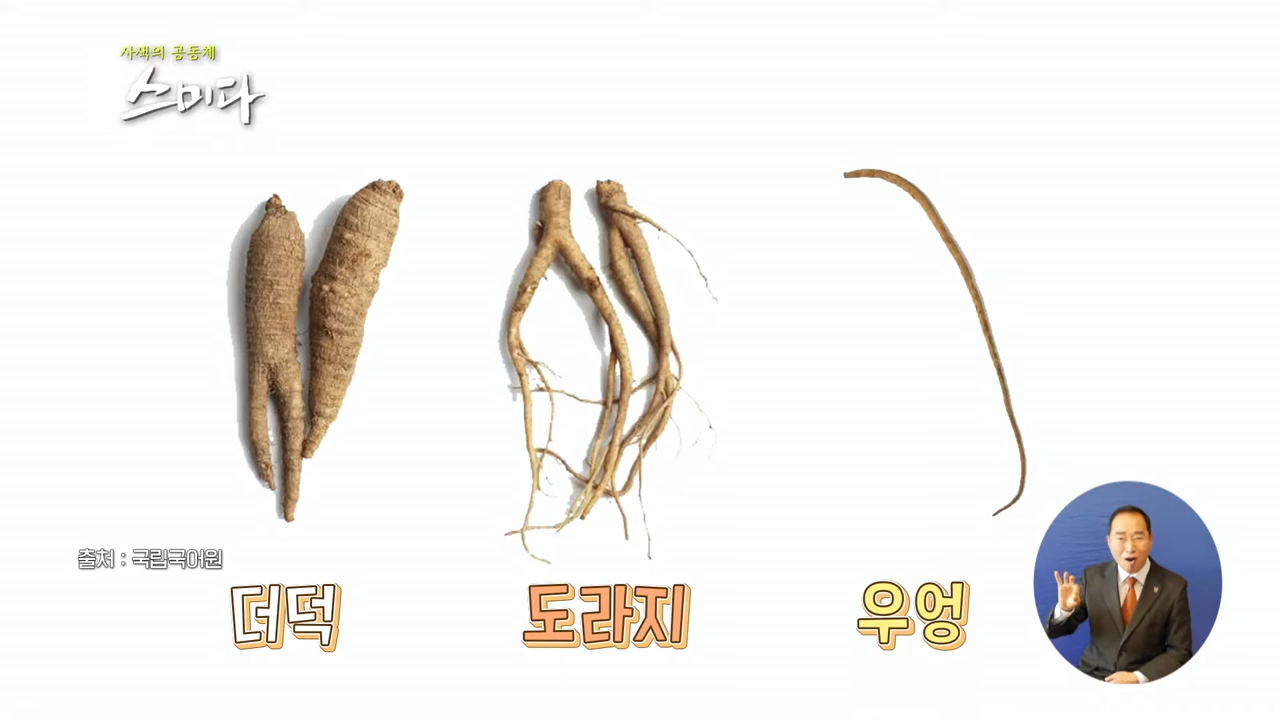 사색의 공동체
스미다
출처 : 국립국어원
더덕
도라지
우엉